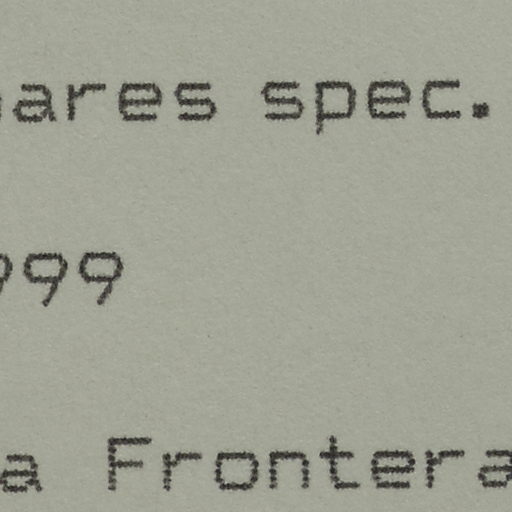 ares spec.
999
a Frontera